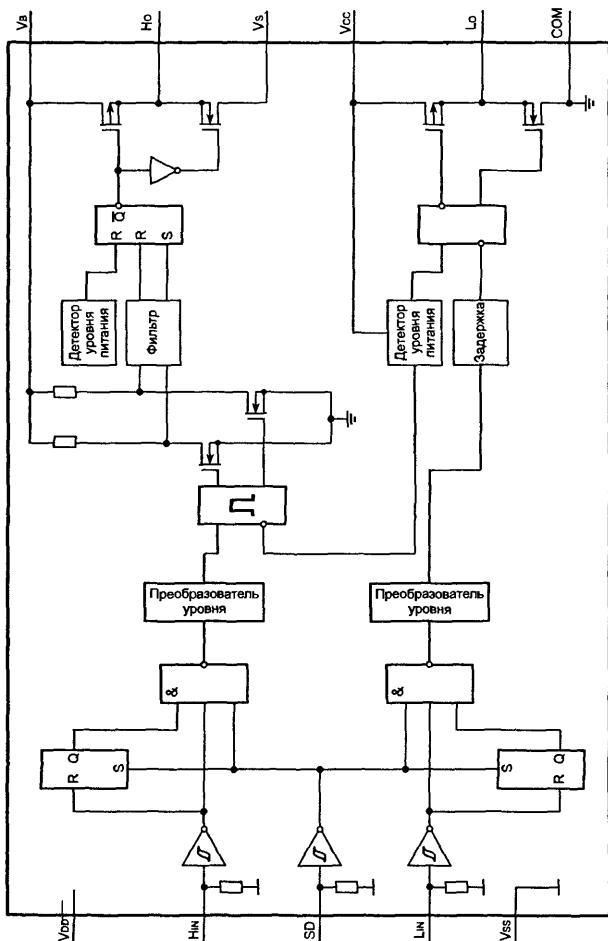 VB
HO
VS
VCC
LO
COM
Q
R
R
S
Детектор
уровня
питания
Фильтр
Детектор
уровня
питания
Задержка
Преобразователь
уровня
Преобразователь
уровня
&
&
R Q
S
S
R Q
VDD
HIN
SD
LIN
VSS